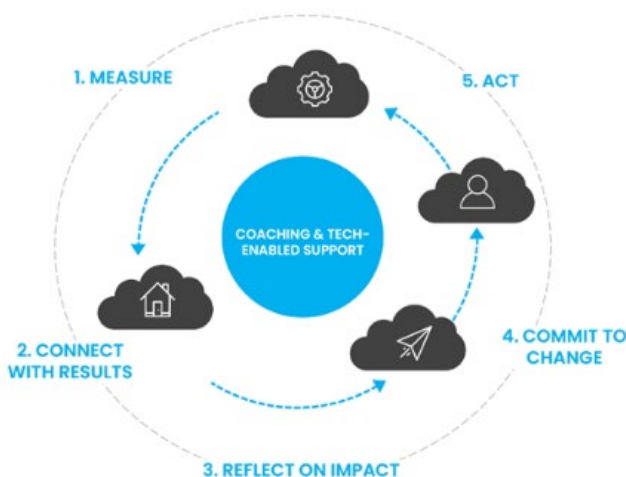 1. MEASURE
5. ACT
COACHING & TECH-
ENABLED SUPPORT
2. CONNECT
WITH RESULTS
4. COMMIT TO
CHANGE
3. REFLECT ON IMPACT